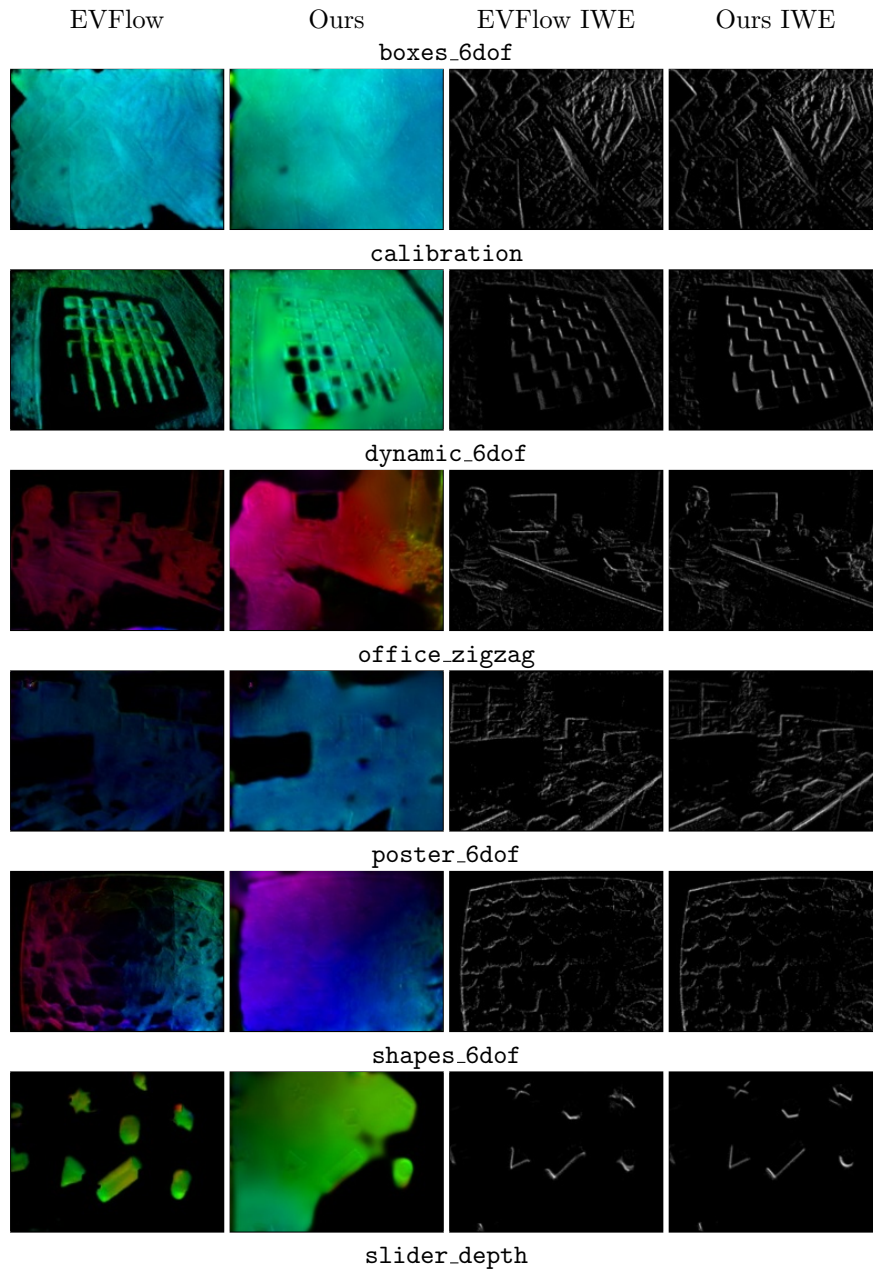 EVFlow Ours EVFlow IWE Ours IWE
boxes_6dof
calibration
dynamic_6dof
office_zigzag
poster_6dof
shapes_6dof
slider_depth